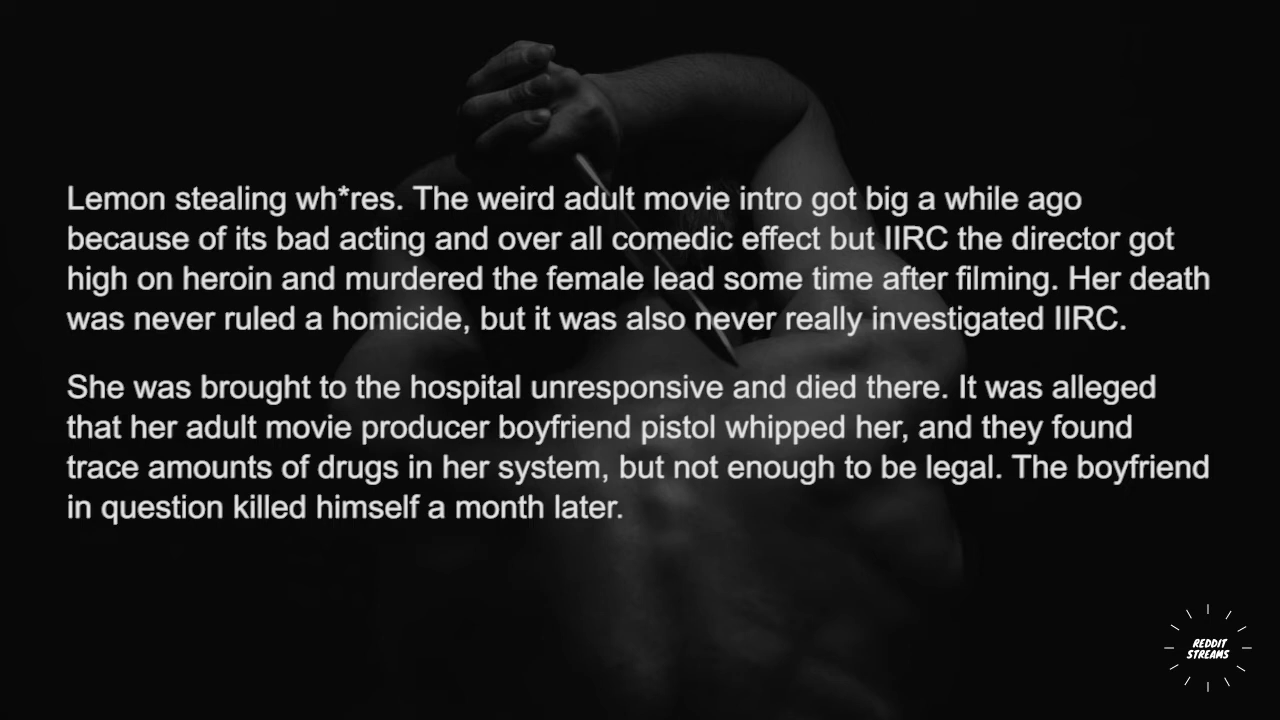 Lemon stealing wh*res. The weird adult movie intro got big a while ago
because of its bad acting and over all comedic effect but IIRC the director got
high on heroin and murdered the female lead some time after filming. Her death
was never ruled a homicide, but it was also never really investigated IIRC.
She was brought to the hospital unresponsive and died there. It was alleged
that her adult movie producer boyfriend pistol whipped her, and they found
trace amounts of drugs in her system, but not enough to be legal. The boyfriend
in question killed himself a month later.
REDDIT
STREAMS